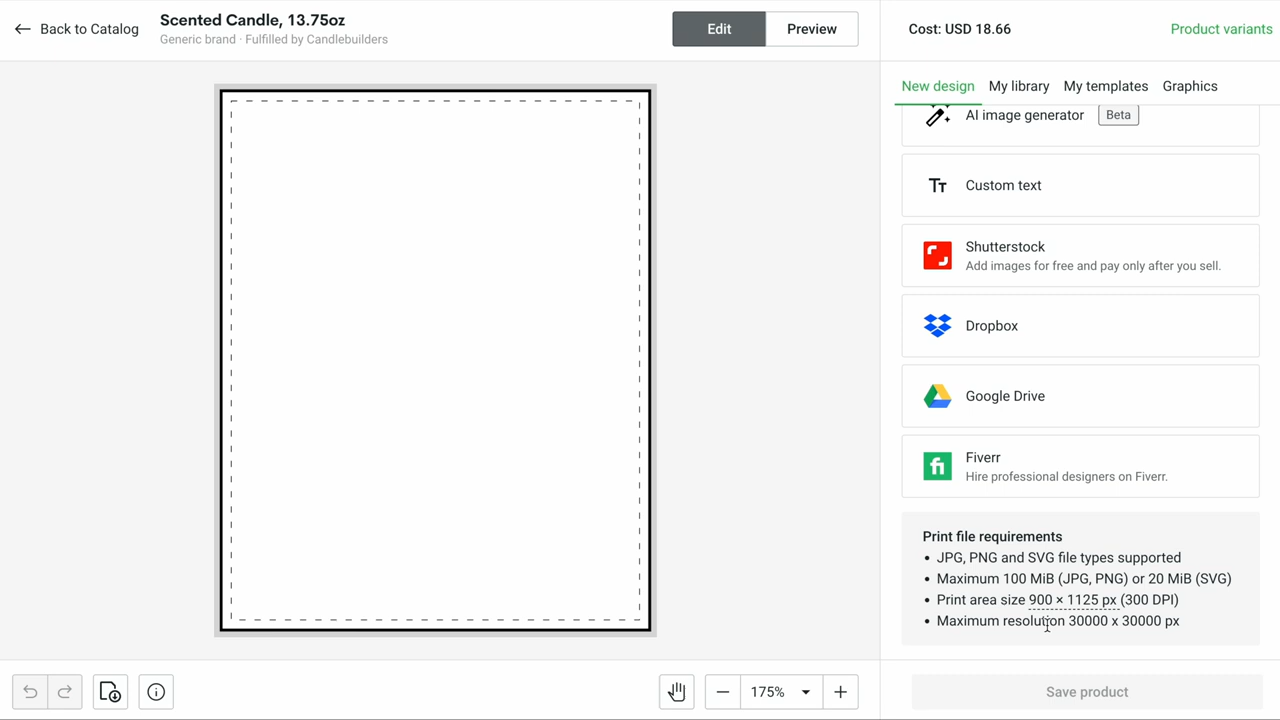 Back to Catalog
Scented Candle, 13.75oz
Generic brand · Fulfilled by Candlebuilders
Edit
Preview
Cost: USD 18.66
Product variants
New design
My library
My templates
Graphics
AI image generator
Beta
Custom text
Shutterstock
Add images for free and pay only after you sell.
Dropbox
Google Drive
Fiverr
Hire professional designers on Fiverr.
Print file requirements
• JPG, PNG and SVG file types supported
• Maximum 100 MiB (JPG, PNG) or 20 MiB (SVG)
• Print area size 900 × 1125 px (300 DPI)
• Maximum resolution 30000 x 30000 px
175%
Save product